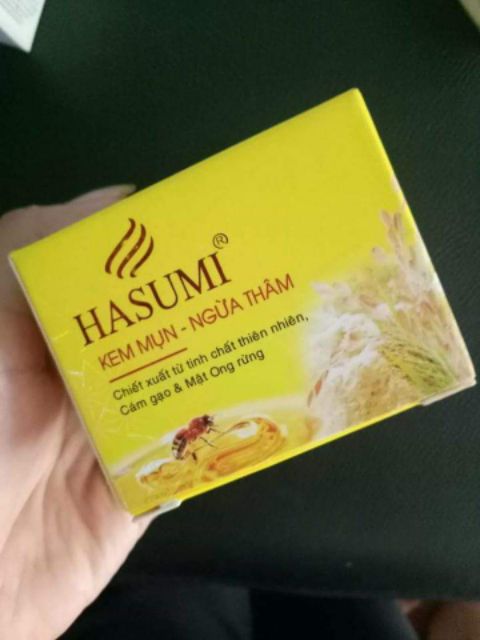 HASUMI®
KEM MỤN - NGỪA THÂM
Chiết xuất từ tinh chất thiên nhiên,
Cám gạo & Mật Ong rừng